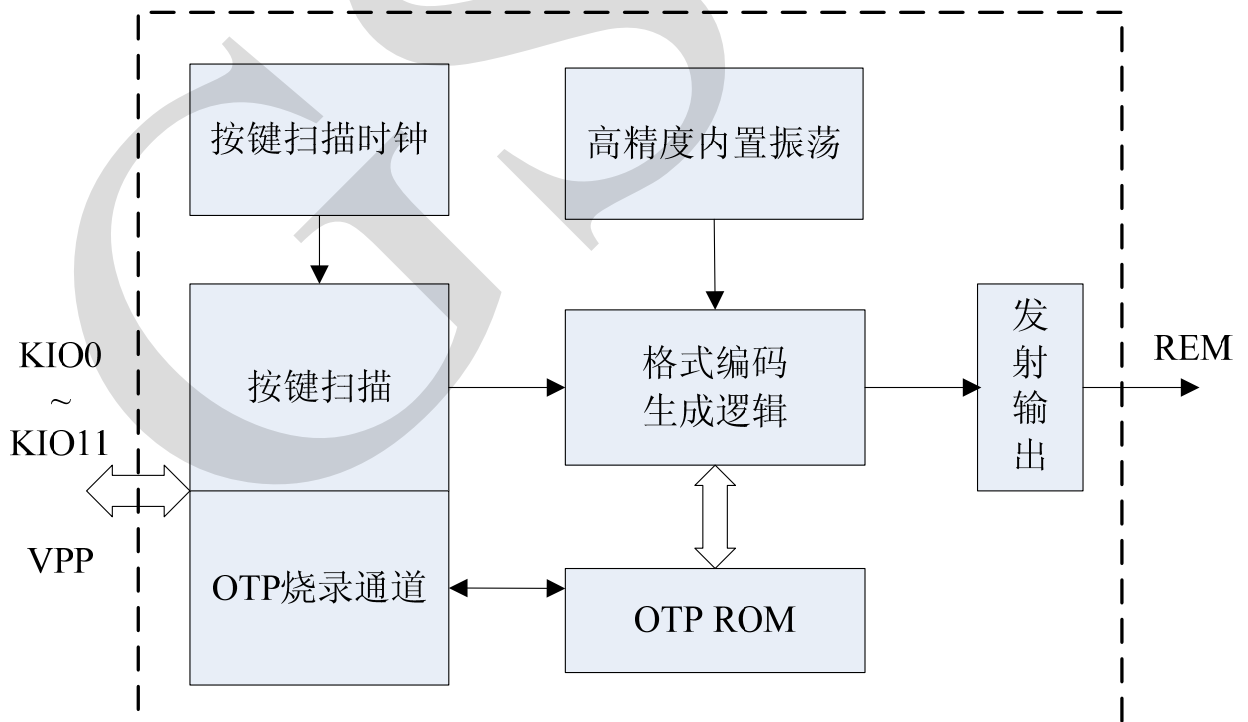 按键扫描时钟
高精度内置振荡
KIO0
~
KIO11
VPP
按键扫描
格式编码
生成逻辑
发
射
输
出
REM
OTP烧录通道
OTP ROM